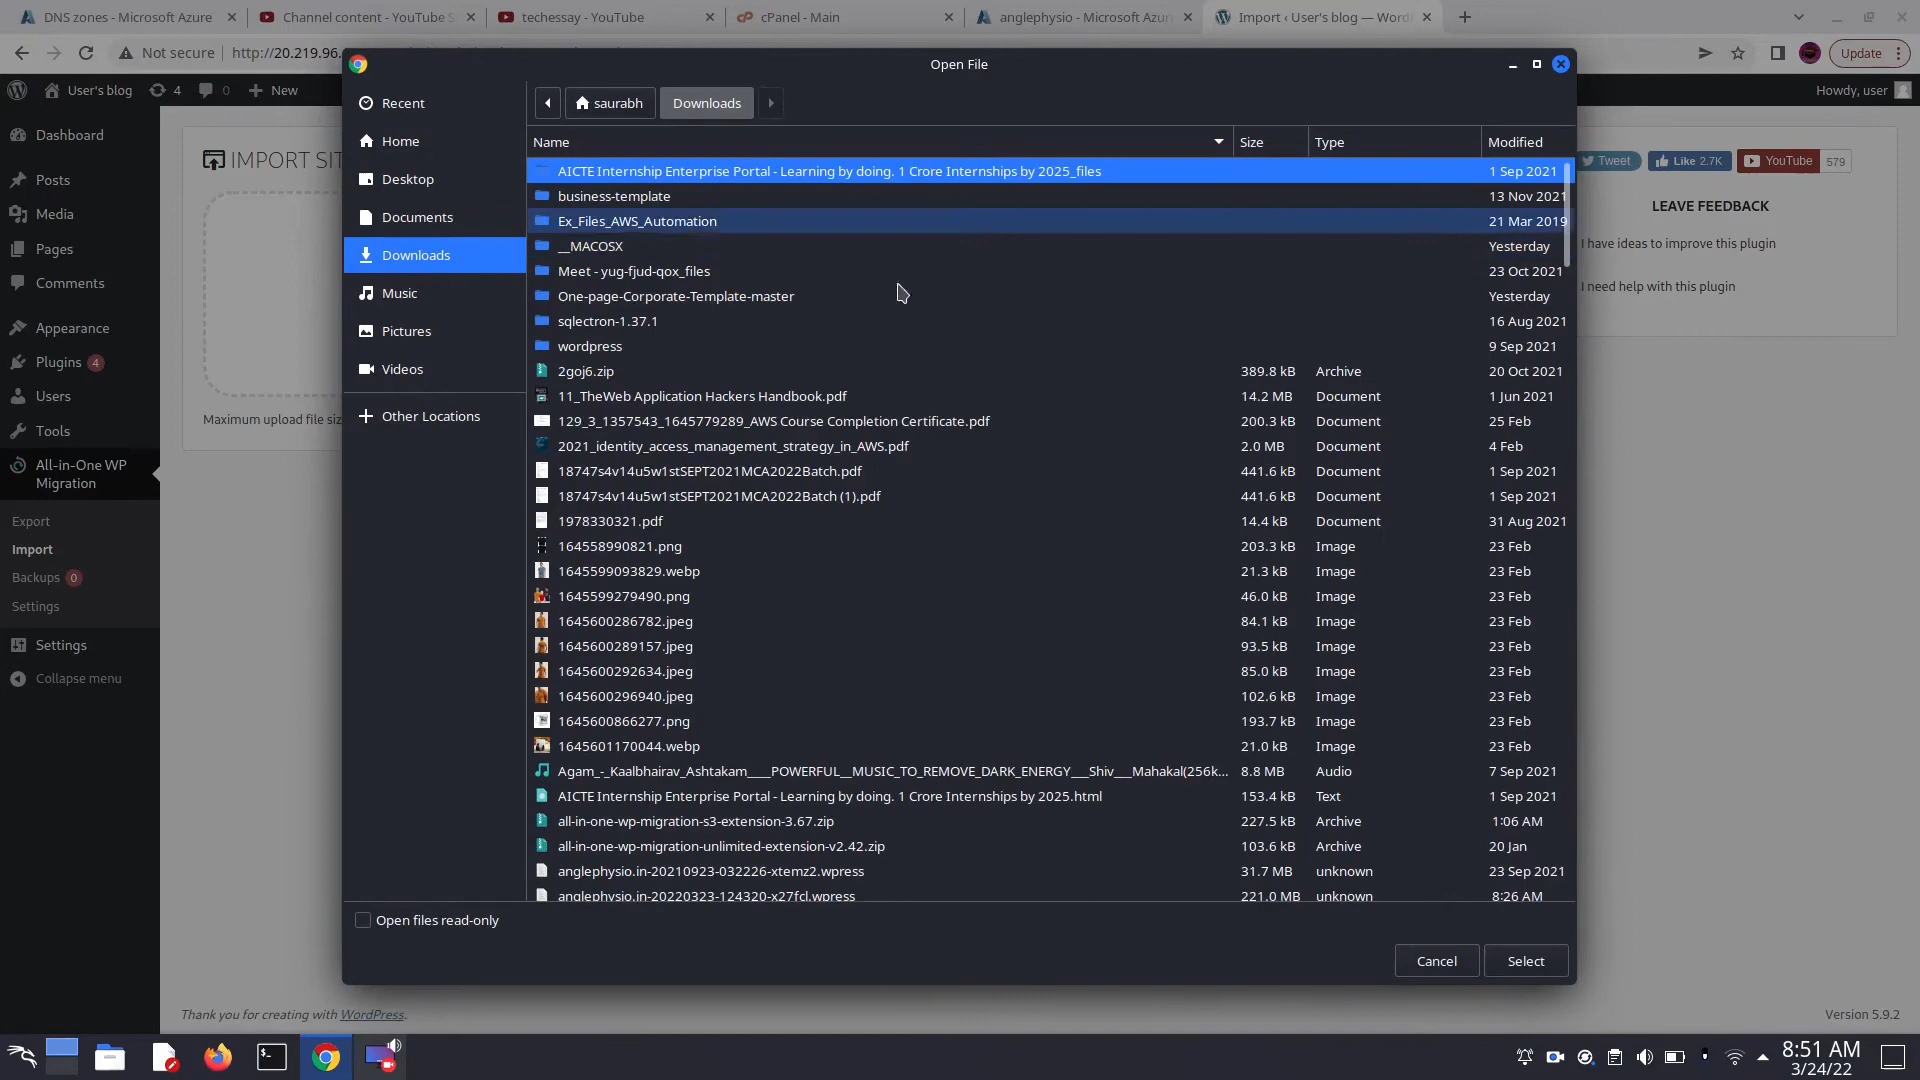 DNS zones - Microsoft Azure
Channel content - YouTube S
techessay - YouTube
cPanel - Main
anglephysio - Microsoft Azur
Import ‹ User's blog — Word
Not secure
http://20.219.96.
Update
User's blog
4
0
New
Howdy, user
Dashboard
Posts
Media
Pages
Comments
Appearance
Plugins 4
Users
Tools
All-in-One WP
Migration
Export
Import
Backups 0
Settings
Settings
Collapse menu
IMPORT SIT
Maximum upload file siz
Tweet
Like 2.7K
YouTube 579
LEAVE FEEDBACK
I have ideas to improve this plugin
I need help with this plugin
Thank you for creating with WordPress.
Version 5.9.2
Open File
Recent
Home
Desktop
Documents
Downloads
Music
Pictures
Videos
Other Locations
saurabh
Downloads
Name Size Type Modified
AICTE Internship Enterprise Portal - Learning by doing. 1 Crore Internships by 2025_files 1 Sep 2021
business-template 13 Nov 2021
Ex_Files_AWS_Automation 21 Mar 2019
__MACOSX Yesterday
Meet - yug-fjud-qox_files 23 Oct 2021
One-page-Corporate-Template-master Yesterday
sqlectron-1.37.1 16 Aug 2021
wordpress 9 Sep 2021
2goj6.zip 389.8 kB Archive 20 Oct 2021
11_TheWeb Application Hackers Handbook.pdf 14.2 MB Document 1 Jun 2021
129_3_1357543_1645779289_AWS Course Completion Certificate.pdf 200.3 kB Document 25 Feb
2021_identity_access_management_strategy_in_AWS.pdf 2.0 MB Document 4 Feb
18747s4v14u5w1stSEPT2021MCA2022Batch.pdf 441.6 kB Document 1 Sep 2021
18747s4v14u5w1stSEPT2021MCA2022Batch (1).pdf 441.6 kB Document 1 Sep 2021
1978330321.pdf 14.4 kB Document 31 Aug 2021
164558990821.png 203.3 kB Image 23 Feb
1645599093829.webp 21.3 kB Image 23 Feb
1645599279490.png 46.0 kB Image 23 Feb
1645600286782.jpeg 84.1 kB Image 23 Feb
1645600289157.jpeg 93.5 kB Image 23 Feb
1645600292634.jpeg 85.0 kB Image 23 Feb
1645600296940.jpeg 102.6 kB Image 23 Feb
1645600866277.png 193.7 kB Image 23 Feb
1645601170044.webp 21.0 kB Image 23 Feb
Agam_-_Kaalbhairav_Ashtakam____POWERFUL__MUSIC_TO_REMOVE_DARK_ENERGY___Shiv___Mahakal(256k... 8.8 MB Audio 7 Sep 2021
AICTE Internship Enterprise Portal - Learning by doing. 1 Crore Internships by 2025.html 153.4 kB Text 1 Sep 2021
all-in-one-wp-migration-s3-extension-3.67.zip 227.5 kB Archive 1:06 AM
all-in-one-wp-migration-unlimited-extension-v2.42.zip 103.6 kB Archive 20 Jan
anglephysio.in-20210923-032226-xtemz2.wpress 31.7 MB unknown 23 Sep 2021
anglephysio.in-20220323-124320-x27fcl.wpress 221.0 MB unknown 8:26 AM
Open files read-only
Cancel
Select
8:51 AM
3/24/22